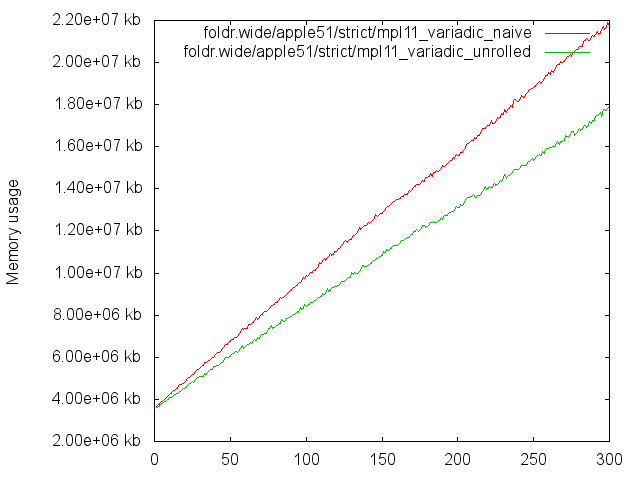 2.20e+07 kb
2.00e+07 kb
1.80e+07 kb
1.60e+07 kb
1.40e+07 kb
1.20e+07 kb
1.00e+07 kb
8.00e+06 kb
6.00e+06 kb
4.00e+06 kb
2.00e+06 kb
Memory usage
foldr.wide/apple51/strict/mpl11_variadic_naive
foldr.wide/apple51/strict/mpl11_variadic_unrolled
0 50 100 150 200 250 300